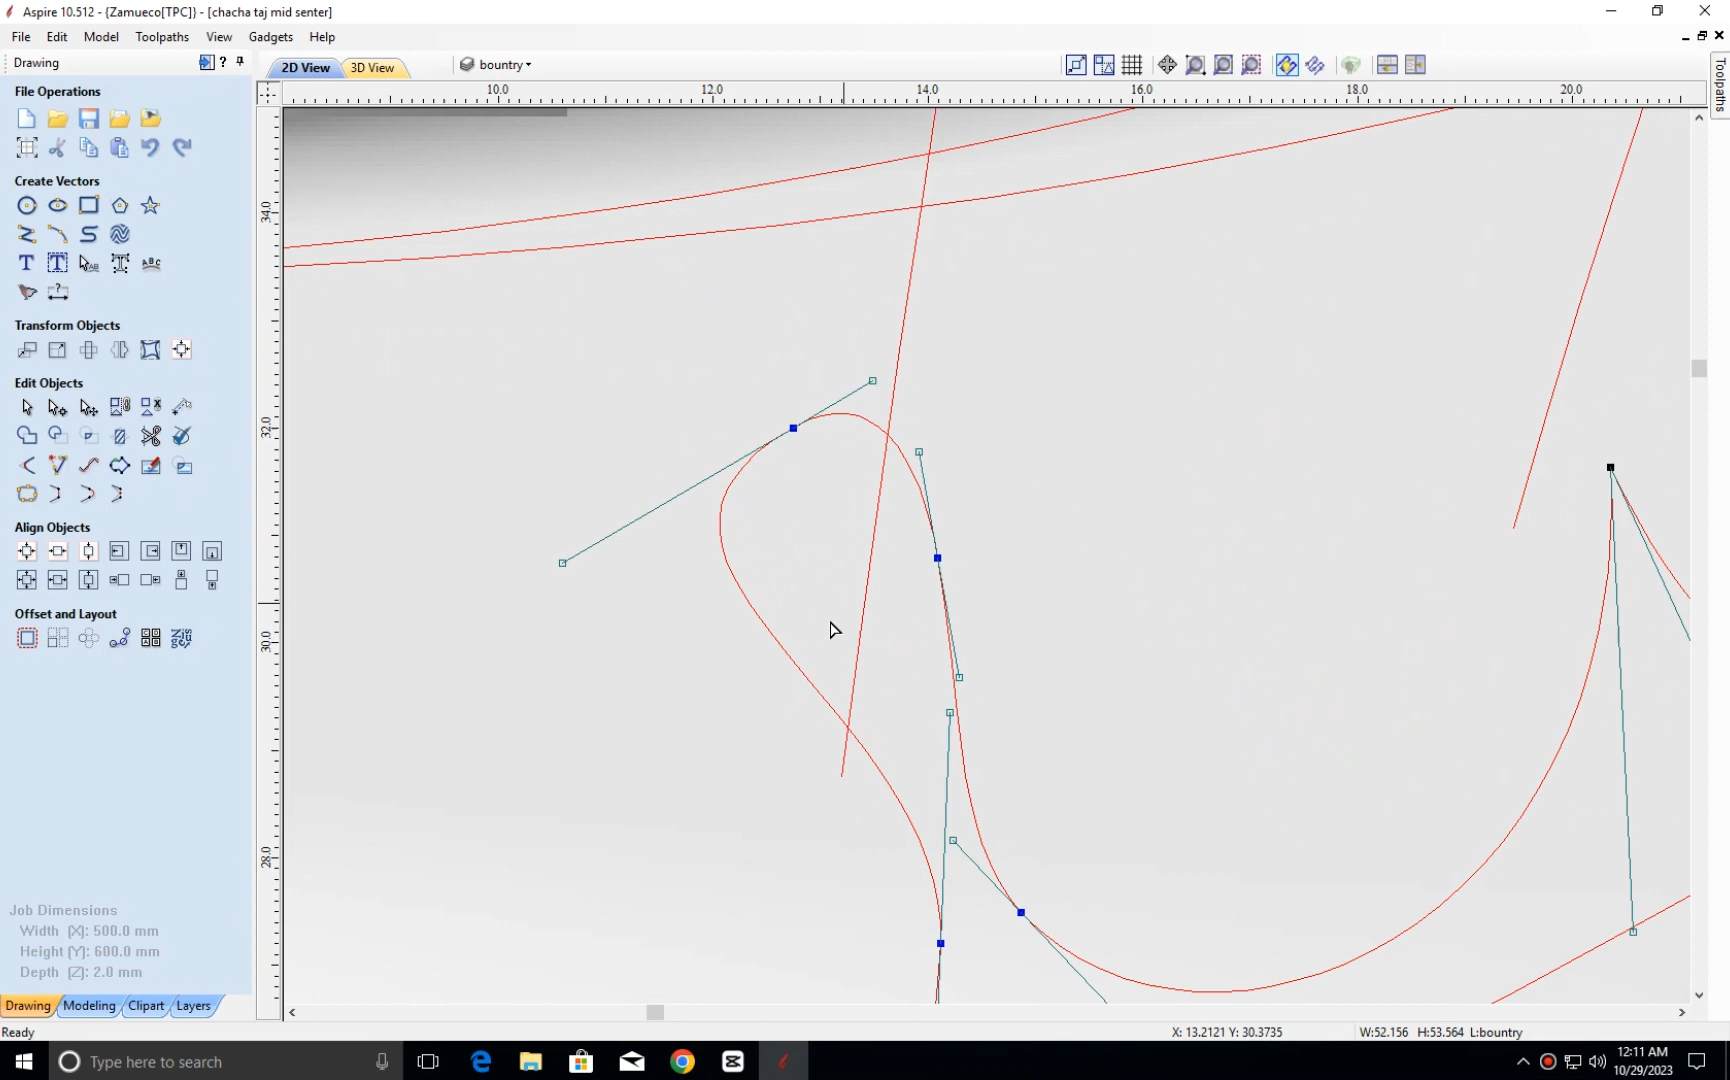 Aspire 10.512 - {Zamueco[TPC]} - [chacha taj mid senter]
File Edit Model Toolpaths View Gadgets Help
Drawing
2D View 3D View bountry
Toolpaths
File Operations
10.0 12.0 14.0 16.0 18.0 20.0
Create Vectors
34.0
Transform Objects
Edit Objects
32.0
Align Objects
Offset and Layout
30.0
28.0
Job Dimensions
Width (X): 500.0 mm
Height (Y): 600.0 mm
Depth (Z): 2.0 mm
Drawing Modeling Clipart Layers
Ready
X: 13.2121 Y: 30.3735
W:52.156 H:53.564 L:bountry
Type here to search
12:11 AM
10/29/2023